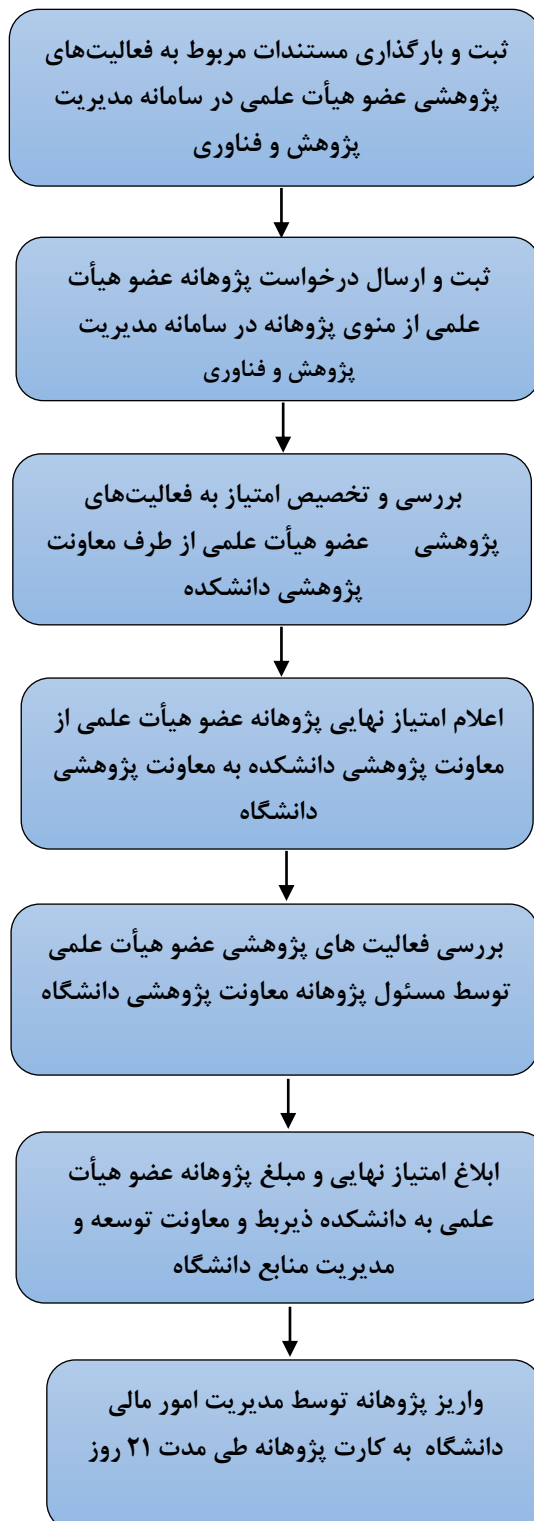 ثبت و بارگذاری مستندات مربوط به فعالیت‌های
پژوهشی عضو هیأت علمی در سامانه مدیریت
پژوهش و فناوری
ثبت و ارسال درخواست پژوهانه عضو هیأت
علمی از منوی پژوهانه در سامانه مدیریت
پژوهش و فناوری
بررسی و تخصیص امتیاز به فعالیت‌های
پژوهشی عضو هیأت علمی از طرف معاونت
پژوهشی دانشکده
اعلام امتیاز نهایی پژوهانه عضو هیأت علمی از
معاونت پژوهشی دانشکده به معاونت پژوهشی
دانشگاه
بررسی فعالیت های پژوهشی عضو هیأت علمی
توسط مسئول پژوهانه معاونت پژوهشی دانشگاه
ابلاغ امتیاز نهایی و مبلغ پژوهانه عضو هیأت
علمی به دانشکده ذیربط و معاونت توسعه و
مدیریت منابع دانشگاه
واریز پژوهانه توسط مدیریت امور مالی
دانشگاه به کارت پژوهانه طی مدت ۲۱ روز